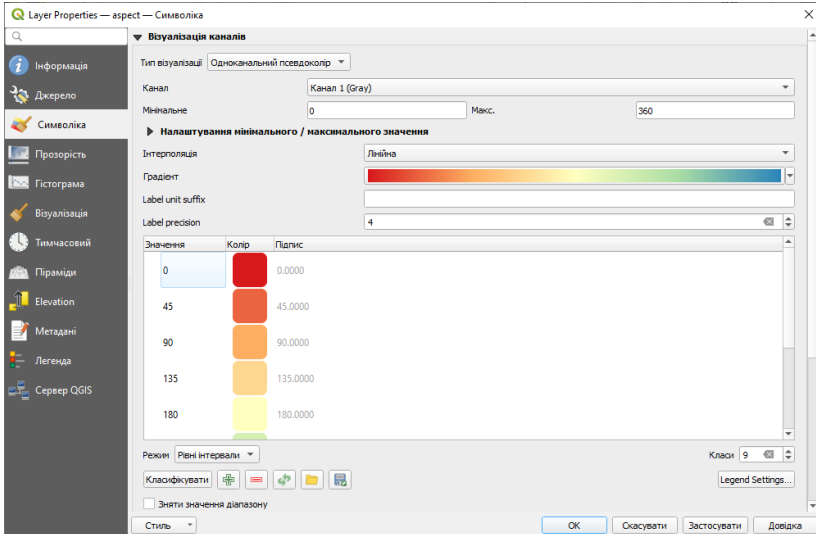 Layer Properties — aspect — Символіка
Інформація
Джерело
Символіка
Прозорість
Гістограма
Візуалізація
Тимчасовий
Піраміди
Elevation
Метадані
Легенда
Сервер QGIS
Візуалізація каналів
Тип візуалізації Одноканальний псевдоколір
Канал Канал 1 (Gray)
Мінімальне 0 Макс. 360
Налаштування мінімального / максимального значення
Інтерполяція Лінійна
Градієнт
Label unit suffix
Label precision 4
Значення Колір Підпис
0 0.0000
45 45.0000
90 90.0000
135 135.0000
180 180.0000
Режим Рівні інтервали Класи 9
Класифікувати Legend Settings...
Зняти значення діапазону
Стиль OK Скасувати Застосувати Довідка